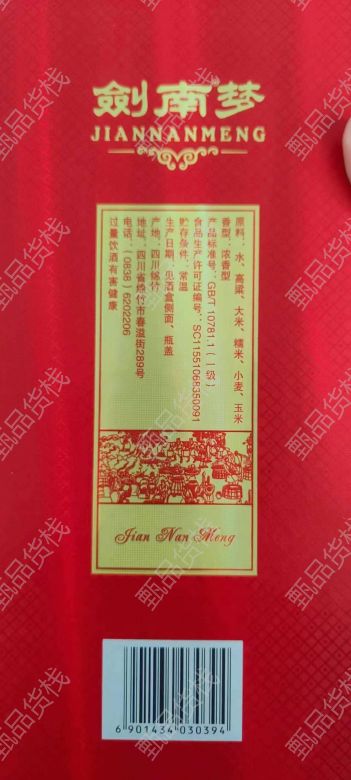 劍南梦
JIANNANMENG
原料：水、高粱、大米、糯米、小麦、玉米
香型：浓香型
产品标准号：GB/T 10781.1（一级）
食品生产许可证编号：SC11551068350091
贮存条件：常温
生产日期：见酒盒侧面、瓶盖
产地：四川绵竹
地址：四川省绵竹市春溢街289号
电话：（0838）6202206
过量饮酒有害健康
Jian Nan Meng
6 901434 030394
甄品货栈